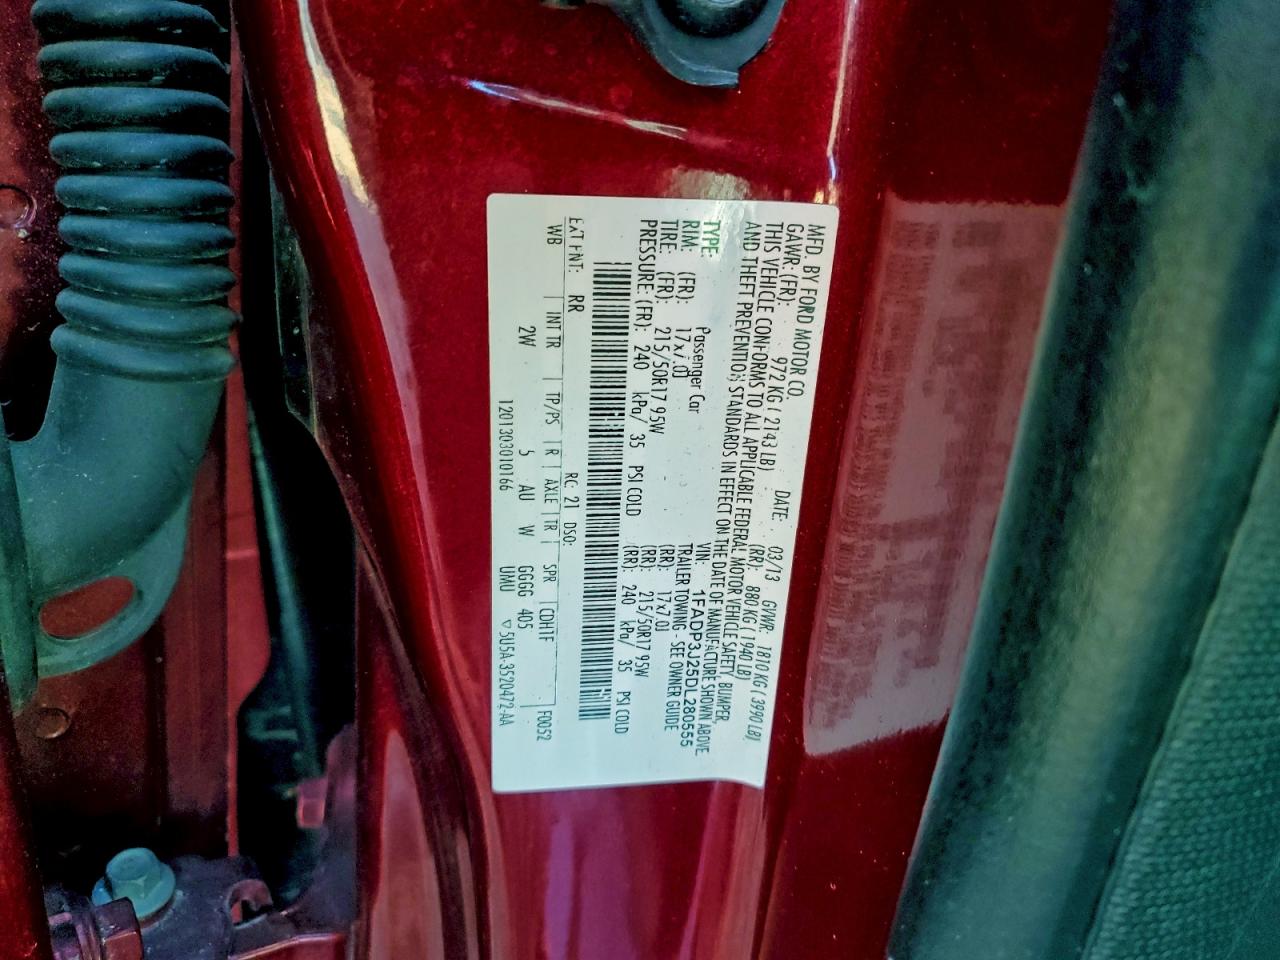 MFD. BY FORD MOTOR CO.
DATE: 03/13 GVWR: 1810 KG ( 3990 LB)
GAWR: (FR): 972 KG ( 2143 LB) (RR): 880 KG ( 1940 LB)
THIS VEHICLE CONFORMS TO ALL APPLICABLE FEDERAL MOTOR VEHICLE SAFETY, BUMPER,
AND THEFT PREVENTION STANDARDS IN EFFECT ON THE DATE OF MANUFACTURE SHOWN ABOVE
VIN: 1FADP3J25DL280555
TYPE: Passenger Car TRAILER TOWING - SEE OWNER GUIDE
RIM: (FR): 17x7.0J (RR): 17x7.0J
TIRE: (FR): 215/50R17 95W (RR): 215/50R17 95W
PRESSURE: (FR): 240 kPa/ 35 PSI COLD (RR): 240 kPa/ 35 PSI COLD
EXT PNT: RR RC: 21 DSO: F0052
WB INT TR TP/PS R AXLE TR SPR CDH1F
2W 5 AU W GGGG 405
UMU
1201303010166 ▽ 5U5A-3520472-AA